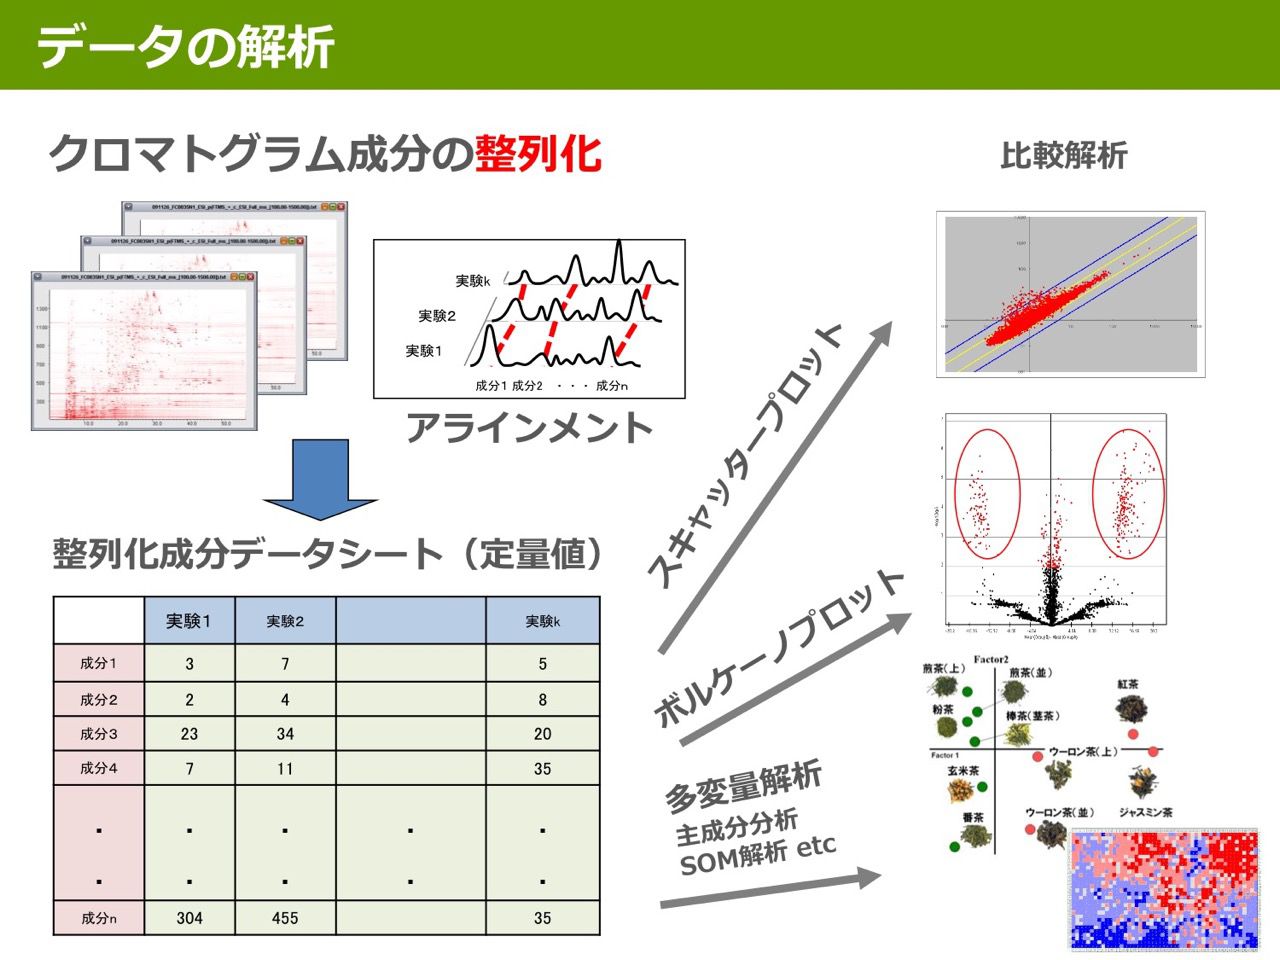 データの解析
クロマトグラム成分の整列化
比較解析
実験k
実験2
実験1
成分1 成分2 ・・・ 成分n
アラインメント
整列化成分データシート（定量値）
実験1 実験2 実験k
成分1 3 7 5
成分2 2 4 8
成分3 23 34 20
成分4 7 11 35
. . . . .
. . . . .
成分n 304 455 35
スキャッタープロット
ボルケーノプロット
多変量解析
主成分分析
SOM解析 etc
Factor2
煎茶(上)
煎茶(並)
紅茶
粉茶
棒茶(茎茶)
Factor 1
ウーロン茶(上)
玄米茶
番茶
ウーロン茶(並)
ジャスミン茶